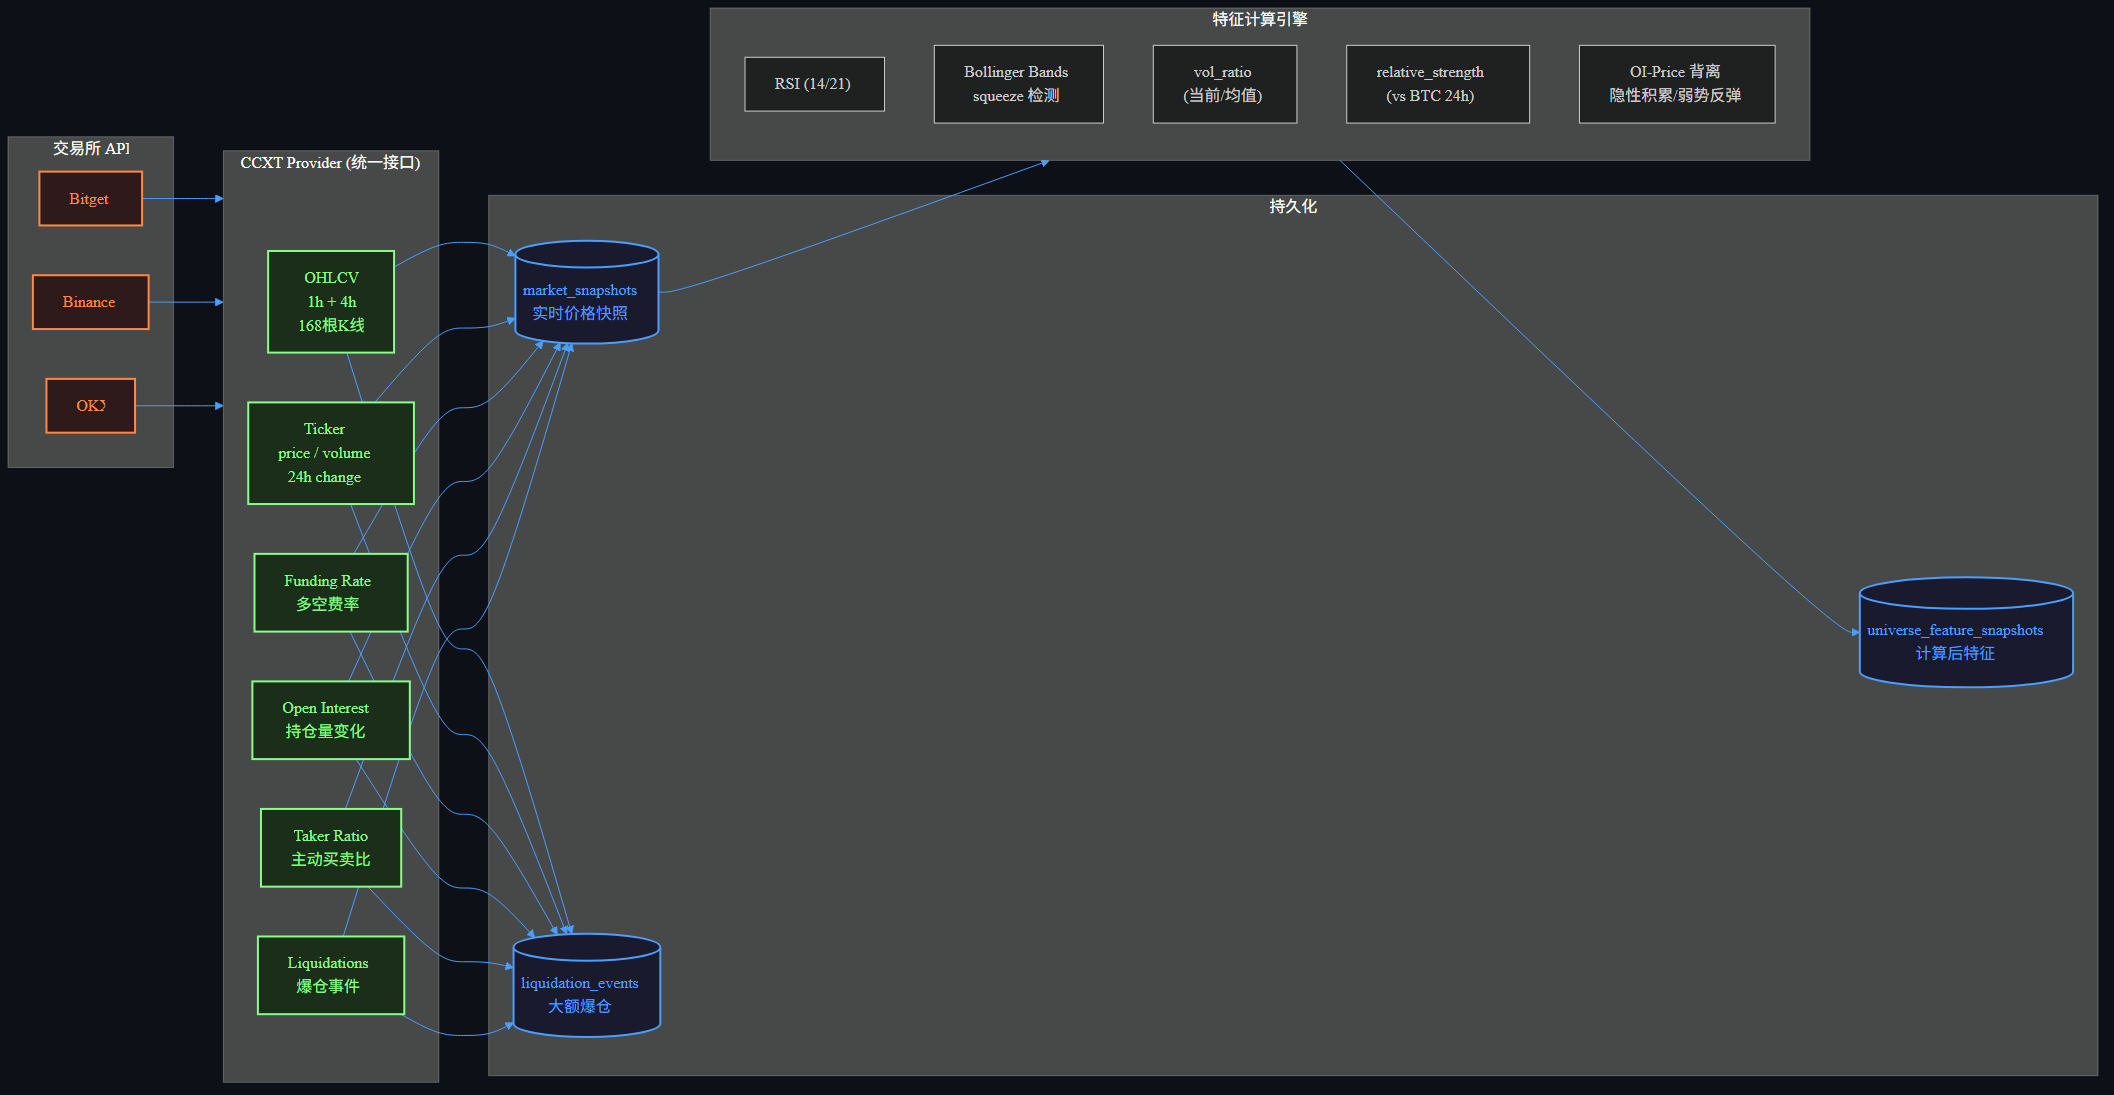 特征计算引擎
RSI (14/21)
Bollinger Bands
squeeze 检测
vol_ratio
(当前/均值)
relative_strength
(vs BTC 24h)
OI-Price 背离
隐性积累/弱势反弹
交易所 API
Bitget
Binance
OKX
CCXT Provider (统一接口)
OHLCV
1h + 4h
168根K线
Ticker
price / volume
24h change
Funding Rate
多空费率
Open Interest
持仓量变化
Taker Ratio
主动买卖比
Liquidations
爆仓事件
持久化
market_snapshots
实时价格快照
universe_feature_snapshots
计算后特征
liquidation_events
大额爆仓